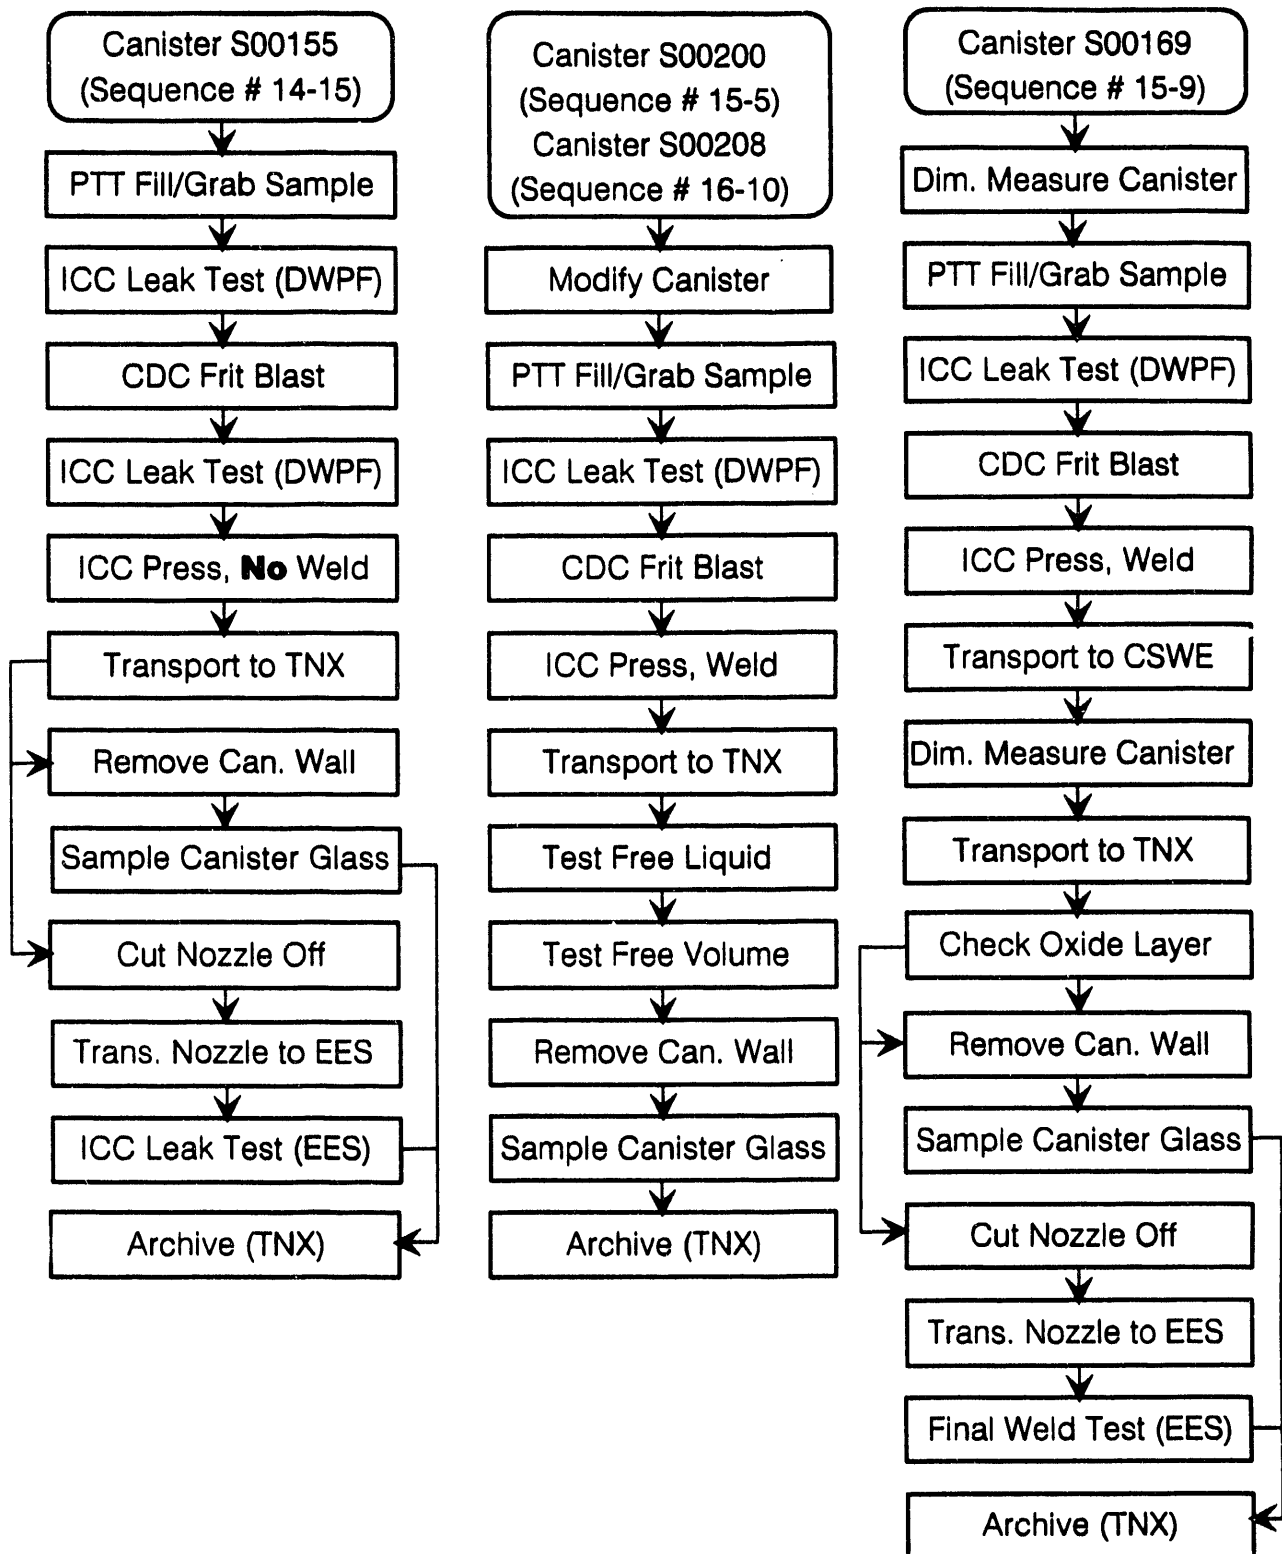 Canister S00155
(Sequence # 14-15)
PTT Fill/Grab Sample
ICC Leak Test (DWPF)
CDC Frit Blast
ICC Leak Test (DWPF)
ICC Press, No Weld
Transport to TNX
Remove Can. Wall
Sample Canister Glass
Cut Nozzle Off
Trans. Nozzle to EES
ICC Leak Test (EES)
Archive (TNX)
Canister S00200
(Sequence # 15-5)
Canister S00208
(Sequence # 16-10)
Modify Canister
PTT Fill/Grab Sample
ICC Leak Test (DWPF)
CDC Frit Blast
ICC Press, Weld
Transport to TNX
Test Free Liquid
Test Free Volume
Remove Can. Wall
Sample Canister Glass
Archive (TNX)
Canister S00169
(Sequence # 15-9)
Dim. Measure Canister
PTT Fill/Grab Sample
ICC Leak Test (DWPF)
CDC Frit Blast
ICC Press, Weld
Transport to CSWE
Dim. Measure Canister
Transport to TNX
Check Oxide Layer
Remove Can. Wall
Sample Canister Glass
Cut Nozzle Off
Trans. Nozzle to EES
Final Weld Test (EES)
Archive (TNX)